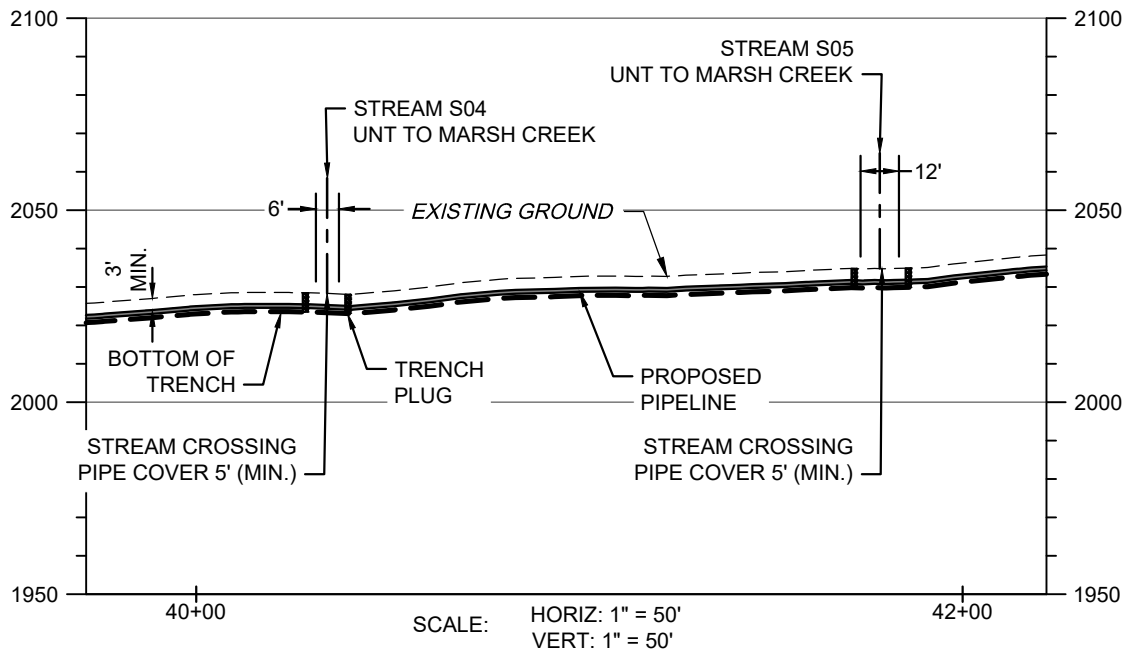 2100
2100
STREAM S05
UNT TO MARSH CREEK
STREAM S04
UNT TO MARSH CREEK
12'
6'
2050
EXISTING GROUND
2050
3'
MIN.
BOTTOM OF
TRENCH
TRENCH
PLUG
PROPOSED
PIPELINE
2000
2000
STREAM CROSSING
PIPE COVER 5' (MIN.)
STREAM CROSSING
PIPE COVER 5' (MIN.)
1950
1950
40+00
42+00
SCALE: HORIZ: 1" = 50'
VERT: 1" = 50'